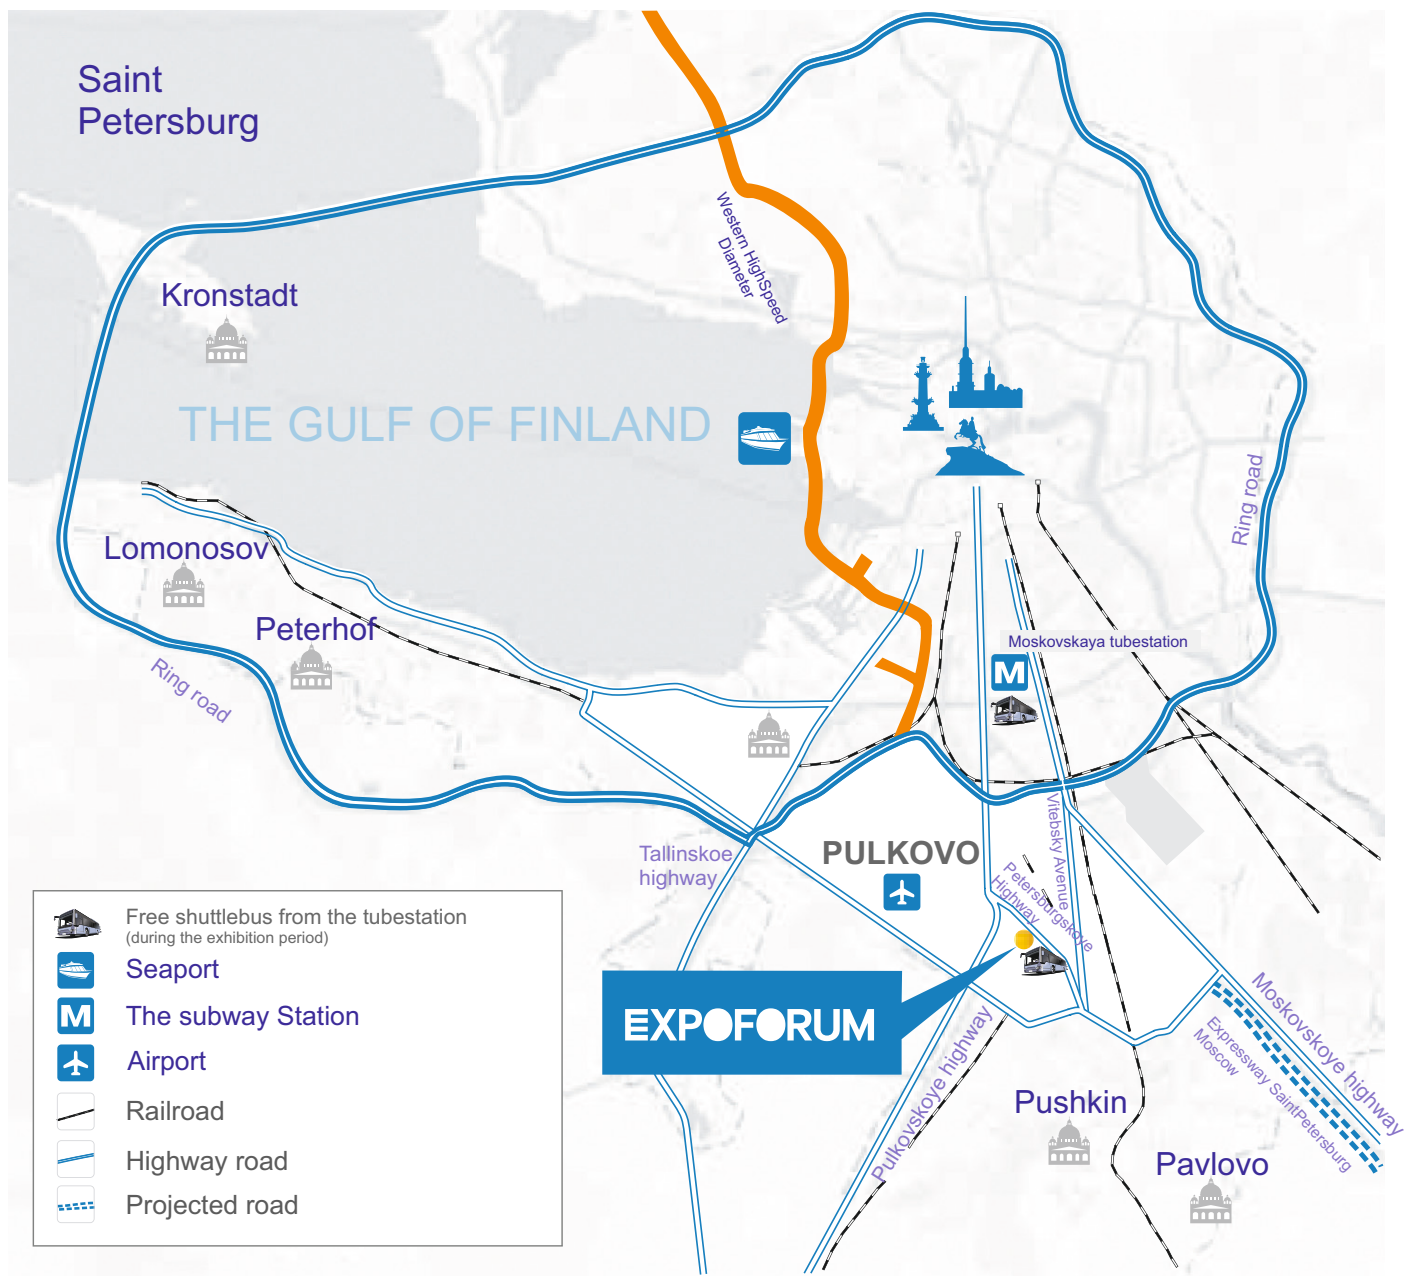 Saint
Petersburg
Western HighSpeed
Diameter
Kronstadt
THE GULF OF FINLAND
Ring road
Lomonosov
Peterhof
Ring road
Moskovskaya tubestation
M
Tallinskoe
highway
PULKOVO
Vitebsky Avenue
Petersburgskoye
Highway
EXPOFORUM
Pulkovskoye highway
Moskovskoye highway
Expressway SaintPetersburg
Moscow
Pushkin
Pavlovo
Free shuttlebus from the tubestation
(during the exhibition period)
Seaport
M
The subway Station
Airport
Railroad
Highway road
Projected road